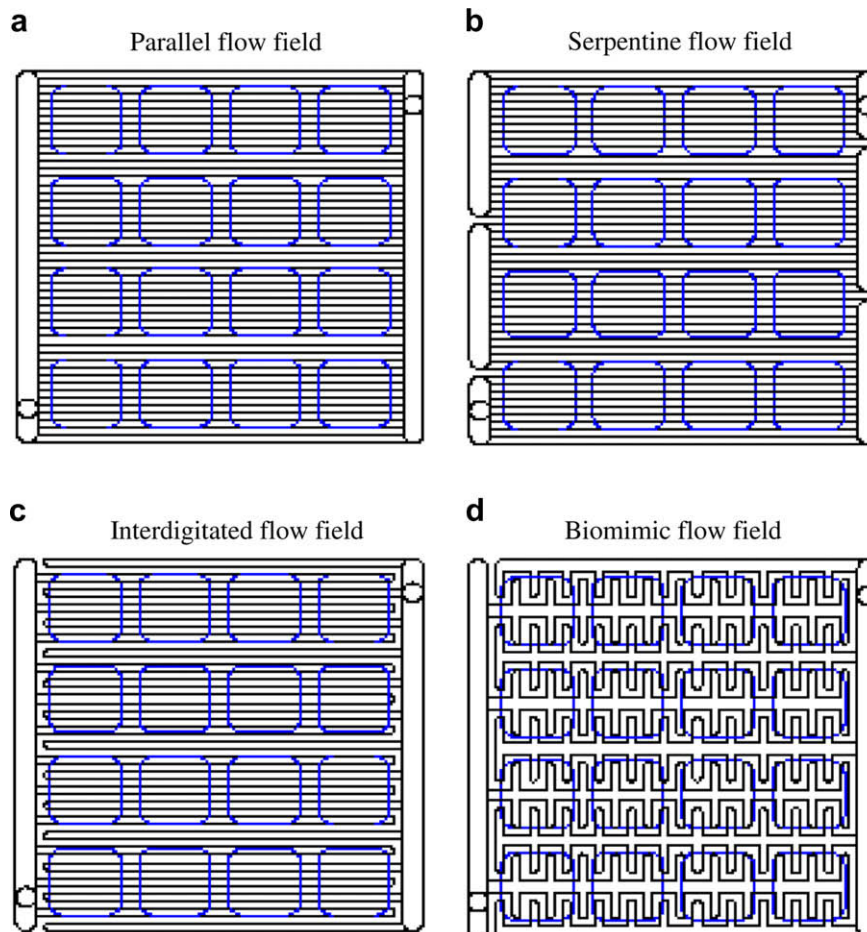 a
Parallel flow field
b
Serpentine flow field
c
Interdigitated flow field
d
Biomimic flow field